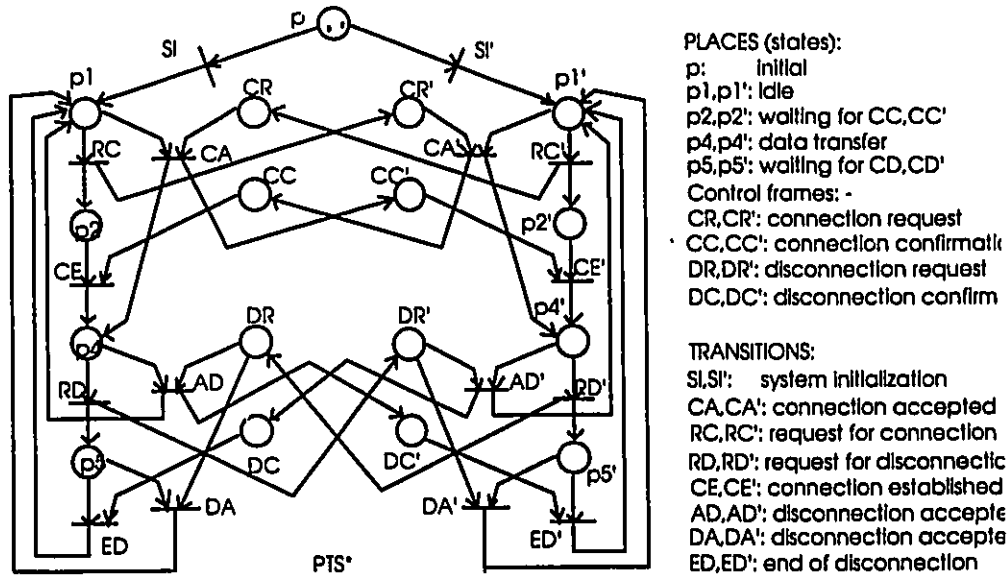 p
SI
SI'
p1
p1'
CR
CR'
RC
CA
CA'
RC'
CC
CC'
p2
p2'
CE
CE'
p4'
p4
DR
DR'
RD
AD
AD'
RD'
p5
DC
DC'
p5'
DA
DA'
ED
ED'
PTS*
PLACES (states):
p: initial
p1,p1': idle
p2,p2': waiting for CC,CC'
p4,p4': data transfer
p5,p5': waiting for CD,CD'
Control frames: -
CR,CR': connection request
CC,CC': connection confirmati
DR,DR': disconnection request
DC,DC': disconnection confirm
TRANSITIONS:
SI,SI': system initialization
CA,CA': connection accepted
RC,RC': request for connection
RD,RD': request for disconnectic
CE,CE': connection established
AD,AD': disconnection accepte
DA,DA': disconnection accepte
ED,ED': end of disconnection